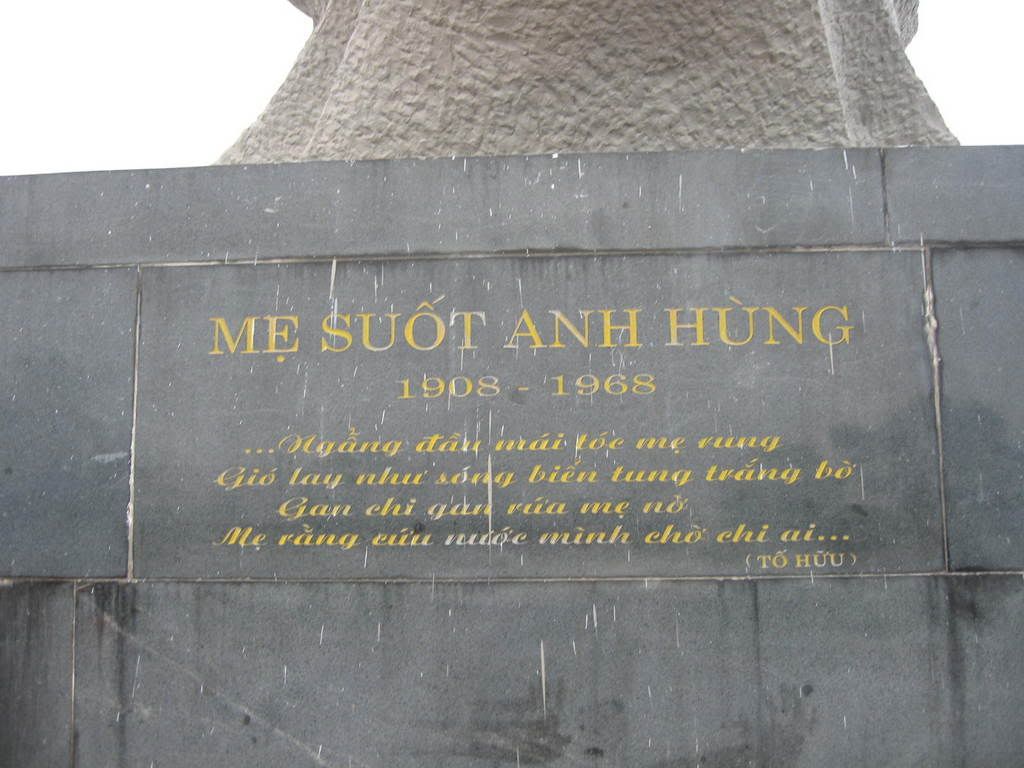 MẸ SUỐT ANH HÙNG
1908 - 1968
...Ngẩng đầu mái tóc mẹ rung
Gió lay như sóng biển tung trắng bờ
Gan chi gan rúa mẹ nờ
Mẹ rằng cứu nước mình chờ chi ai...
(TỐ HỮU)